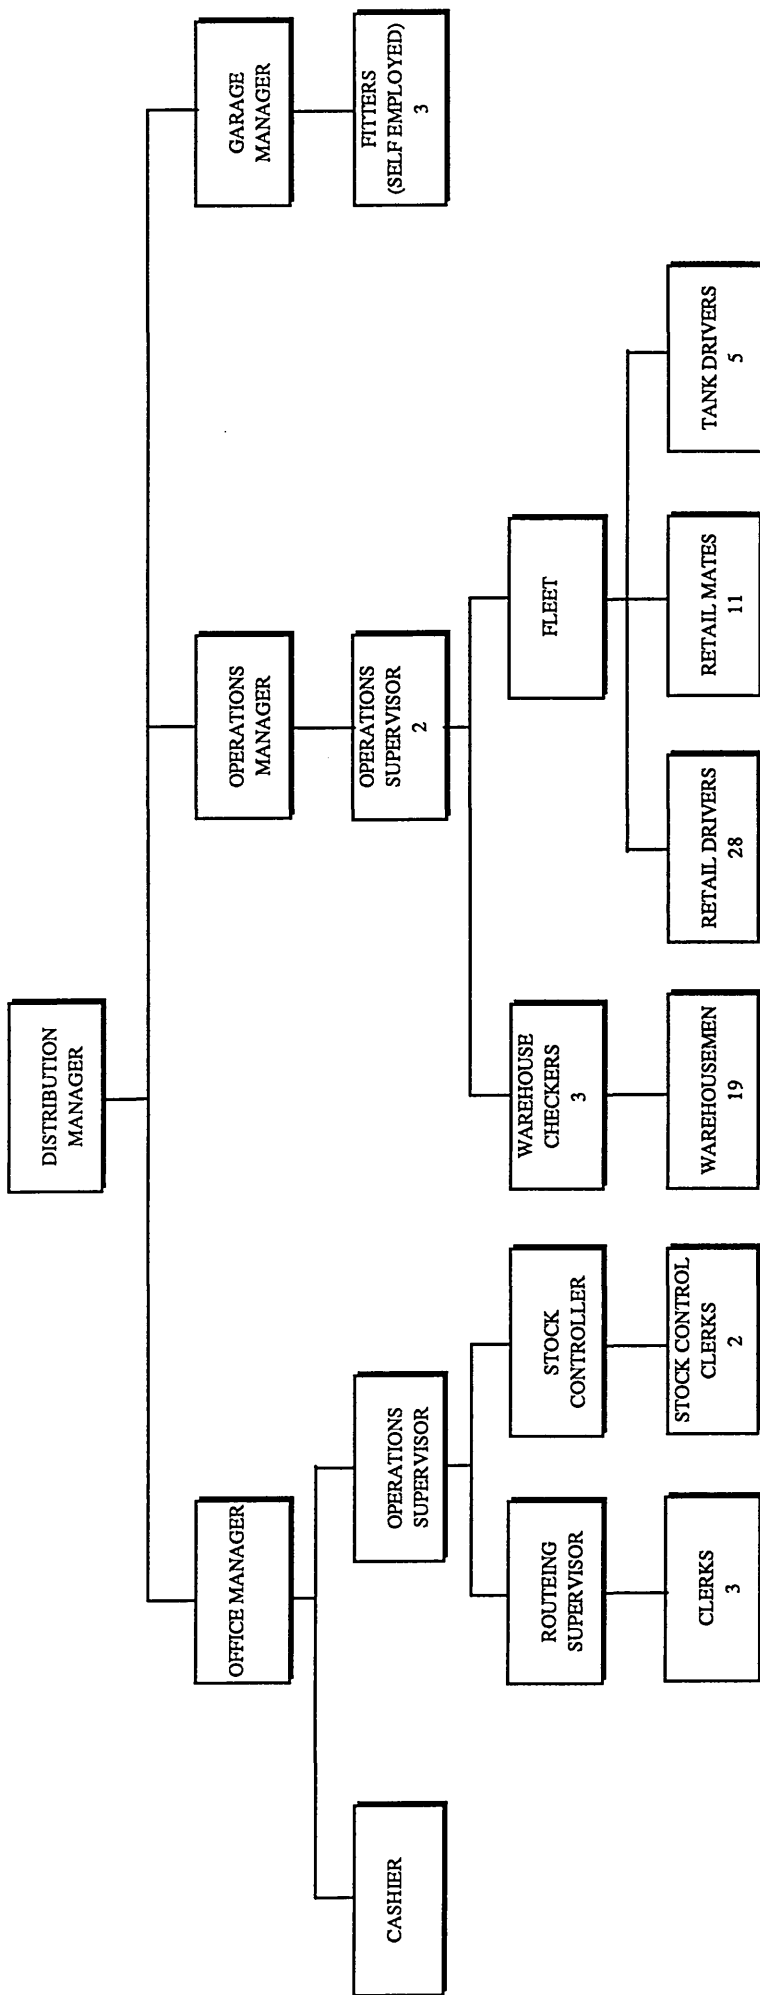 DISTRIBUTION
MANAGER
OFFICE MANAGER
OPERATIONS
MANAGER
GARAGE
MANAGER
CASHIER
OPERATIONS
SUPERVISOR
OPERATIONS
SUPERVISOR
2
FITTERS
(SELF EMPLOYED)
3
ROUTEING
SUPERVISOR
STOCK
CONTROLLER
WAREHOUSE
CHECKERS
3
FLEET
CLERKS
3
STOCK CONTROL
CLERKS
2
WAREHOUSEMEN
19
RETAIL DRIVERS
28
RETAIL MATES
11
TANK DRIVERS
5